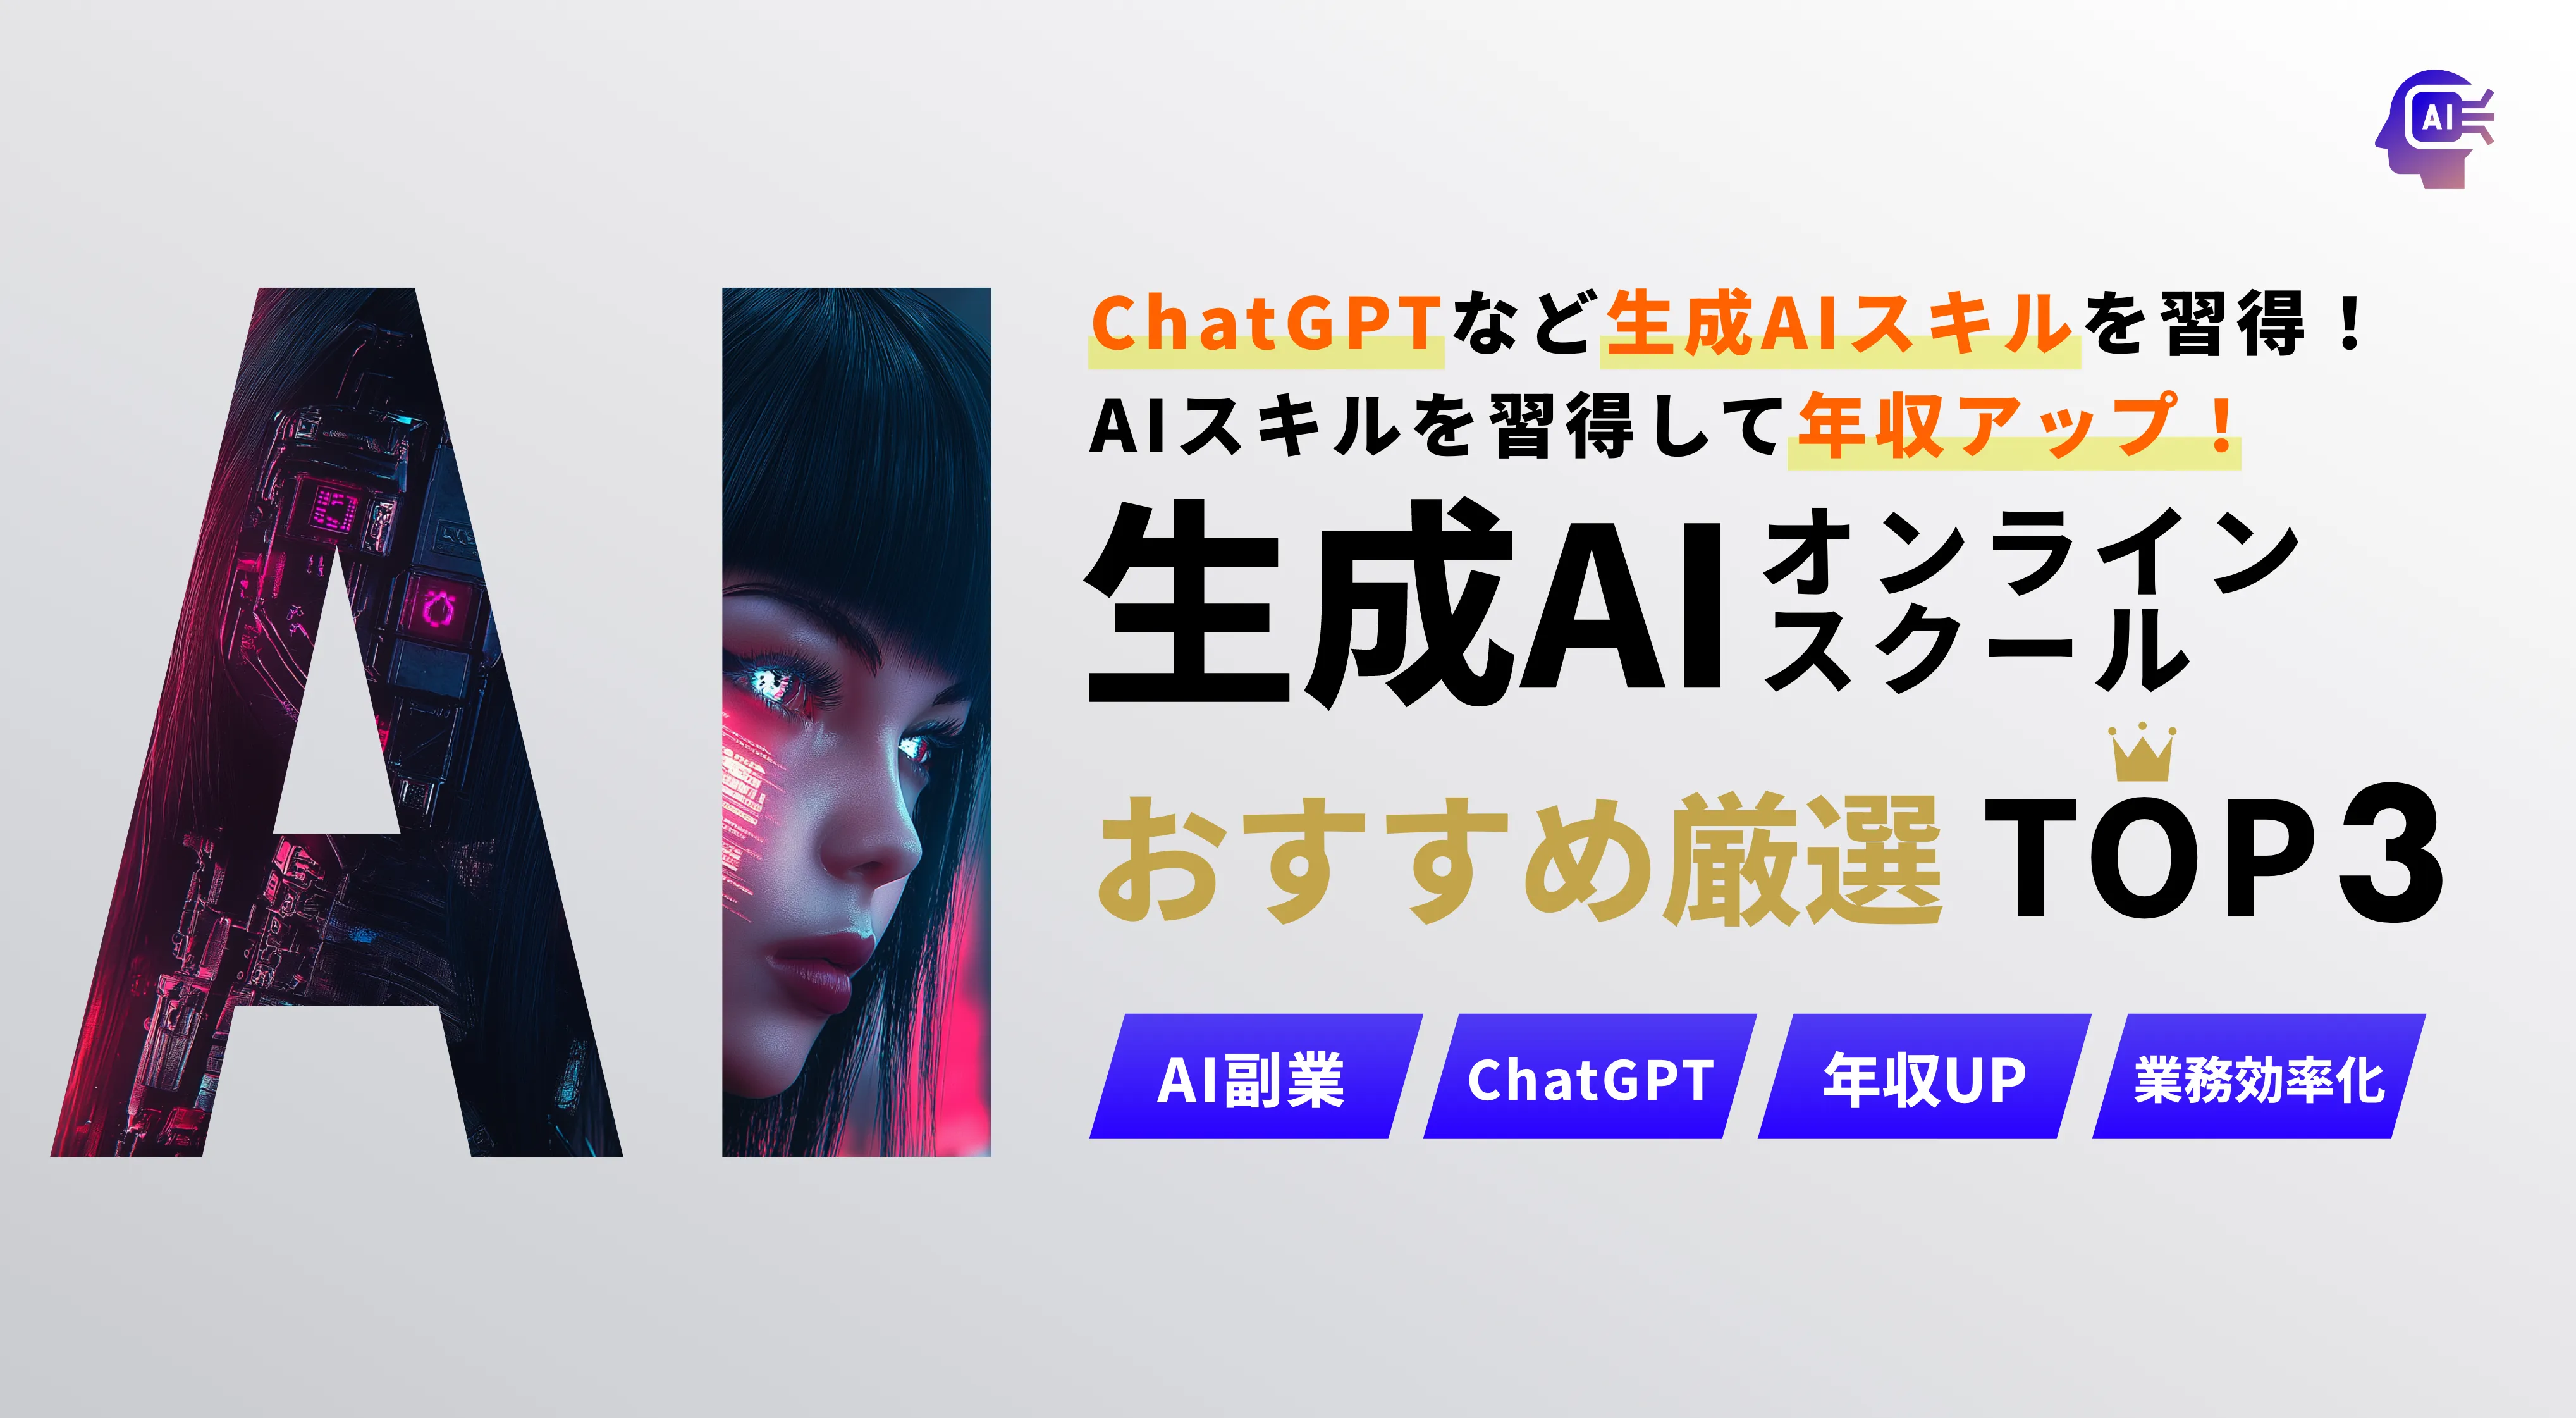 AI
AI
ChatGPTなど生成AIスキルを習得！
AIスキルを習得して年収アップ！
生成AIオンライン
スクール
おすすめ厳選 TOP3
AI副業 ChatGPT 年収UP 業務効率化